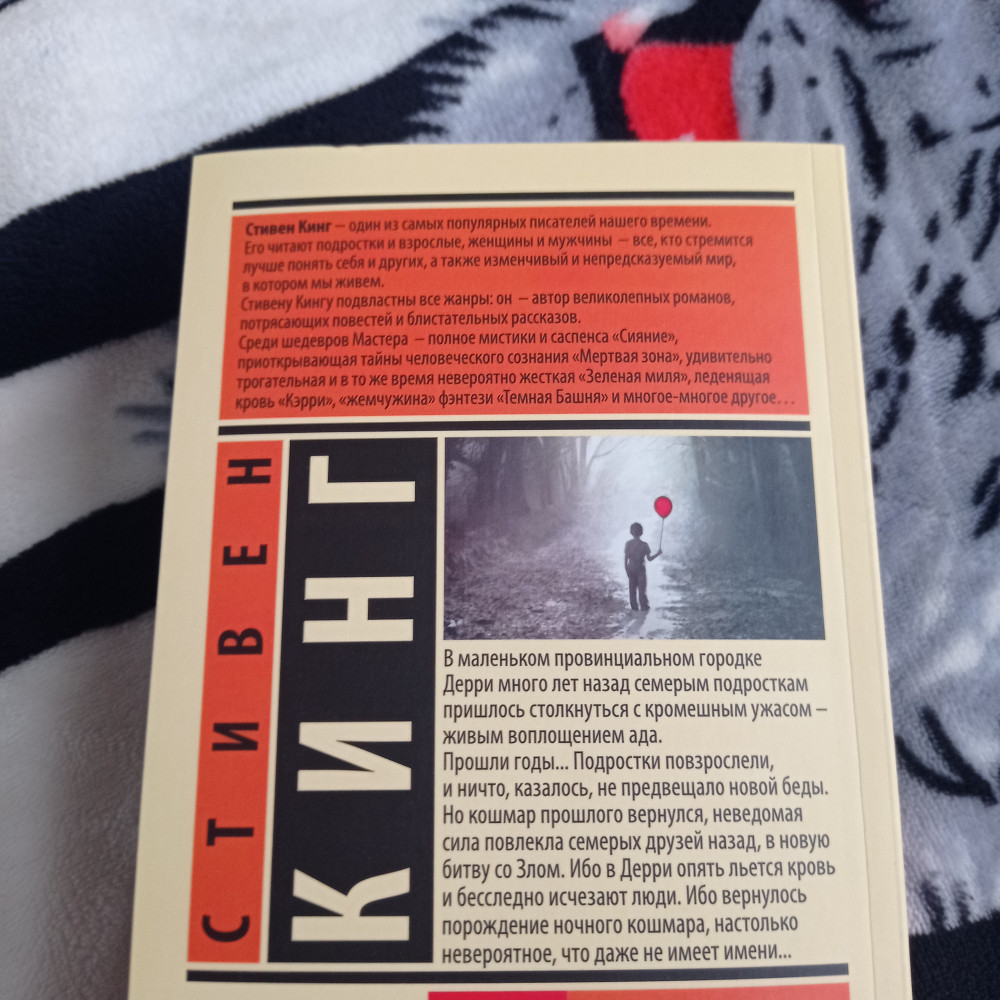 Стивен Кинг – один из самых популярных писателей нашего времени.
Его читают подростки и взрослые, женщины и мужчины – все, кто стремится
лучше понять себя и других, а также изменчивый и непредсказуемый мир,
в котором мы живем.
Стивену Кингу подвластны все жанры: он – автор великолепных романов,
потрясающих повестей и блистательных рассказов.
Среди шедевров Мастера – полное мистики и саспенса «Сияние»,
приоткрывающая тайны человеческого сознания «Мертвая зона», удивительно
трогательная и в то же время невероятно жесткая «Зеленая миля», леденящая
кровь «Кэрри», «жемчужина» фэнтези «Темная Башня» и многое-многое другое...
СТИВЕН
КИНГ
В маленьком провинциальном городке
Дерри много лет назад семерым подросткам
пришлось столкнуться с кромешным ужасом –
живым воплощением ада.
Прошли годы... Подростки повзрослели,
и ничто, казалось, не предвещало новой беды.
Но кошмар прошлого вернулся, неведомая
сила повлекла семерых друзей назад, в новую
битву со Злом. Ибо в Дерри опять льется кровь
и бесследно исчезают люди. Ибо вернулось
порождение ночного кошмара, настолько
невероятное, что даже не имеет имени...